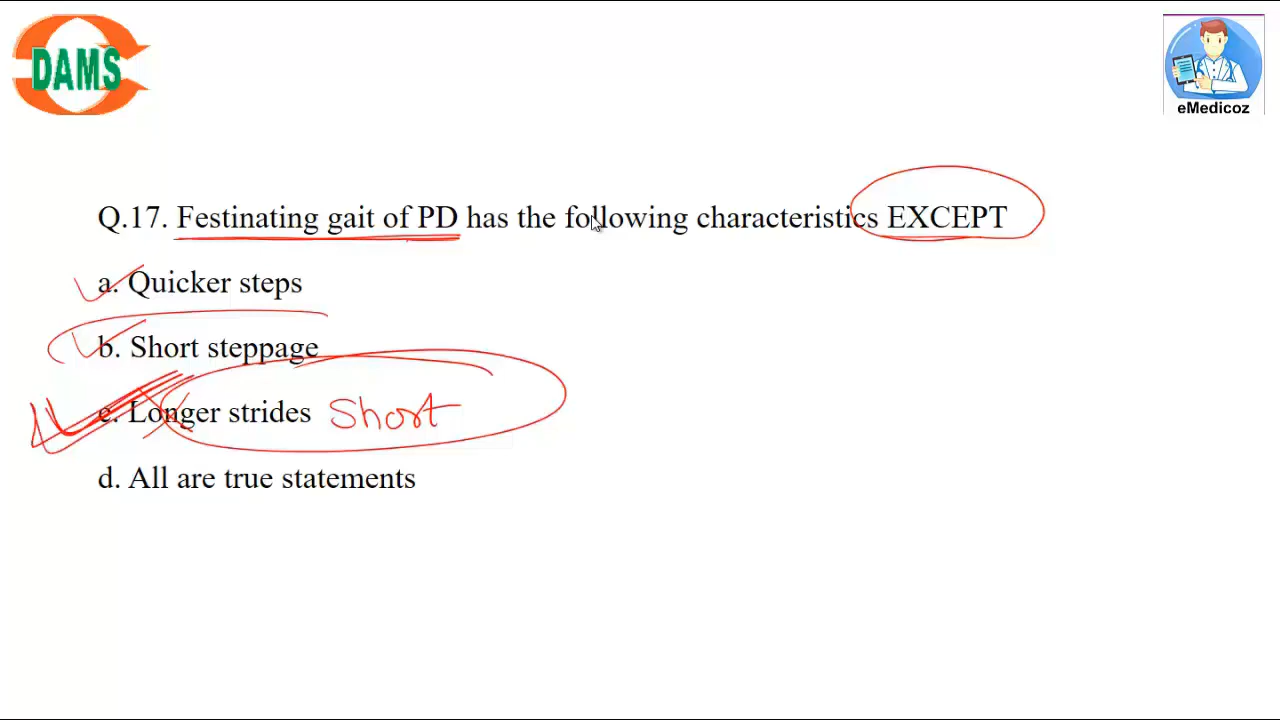 DAMS
eMedicoz
Q.17. Festinating gait of PD has the following characteristics EXCEPT
a. Quicker steps
b. Short steppage
c. Longer strides Short
d. All are true statements